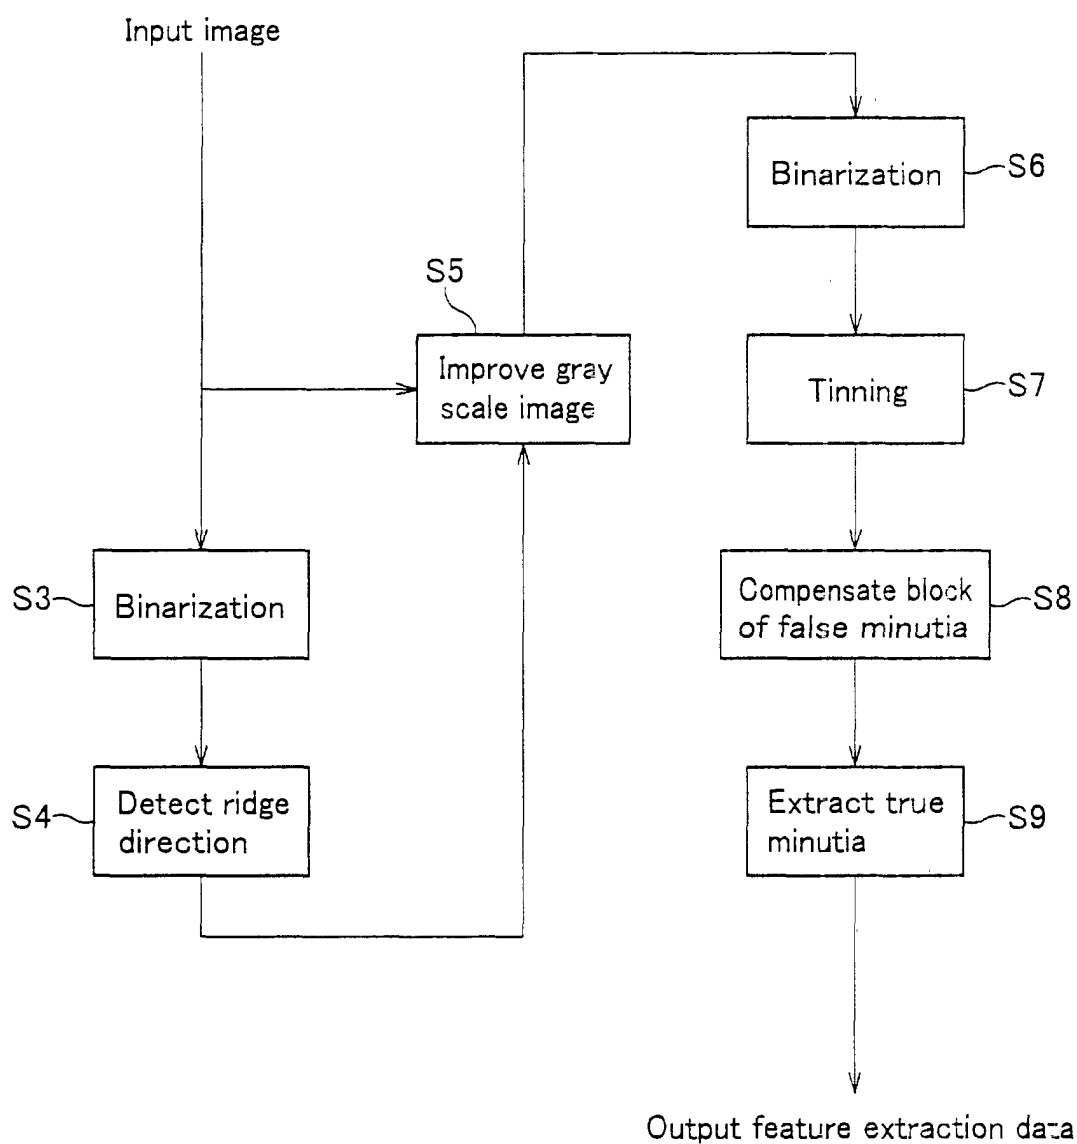 Input image
S3
Binarization
S4
Detect ridge
direction
S5
Improve gray
scale image
Binarization
S6
Tinning
S7
Compensate block
of false minutia
S8
Extract true
minutia
S9
Output feature extraction data